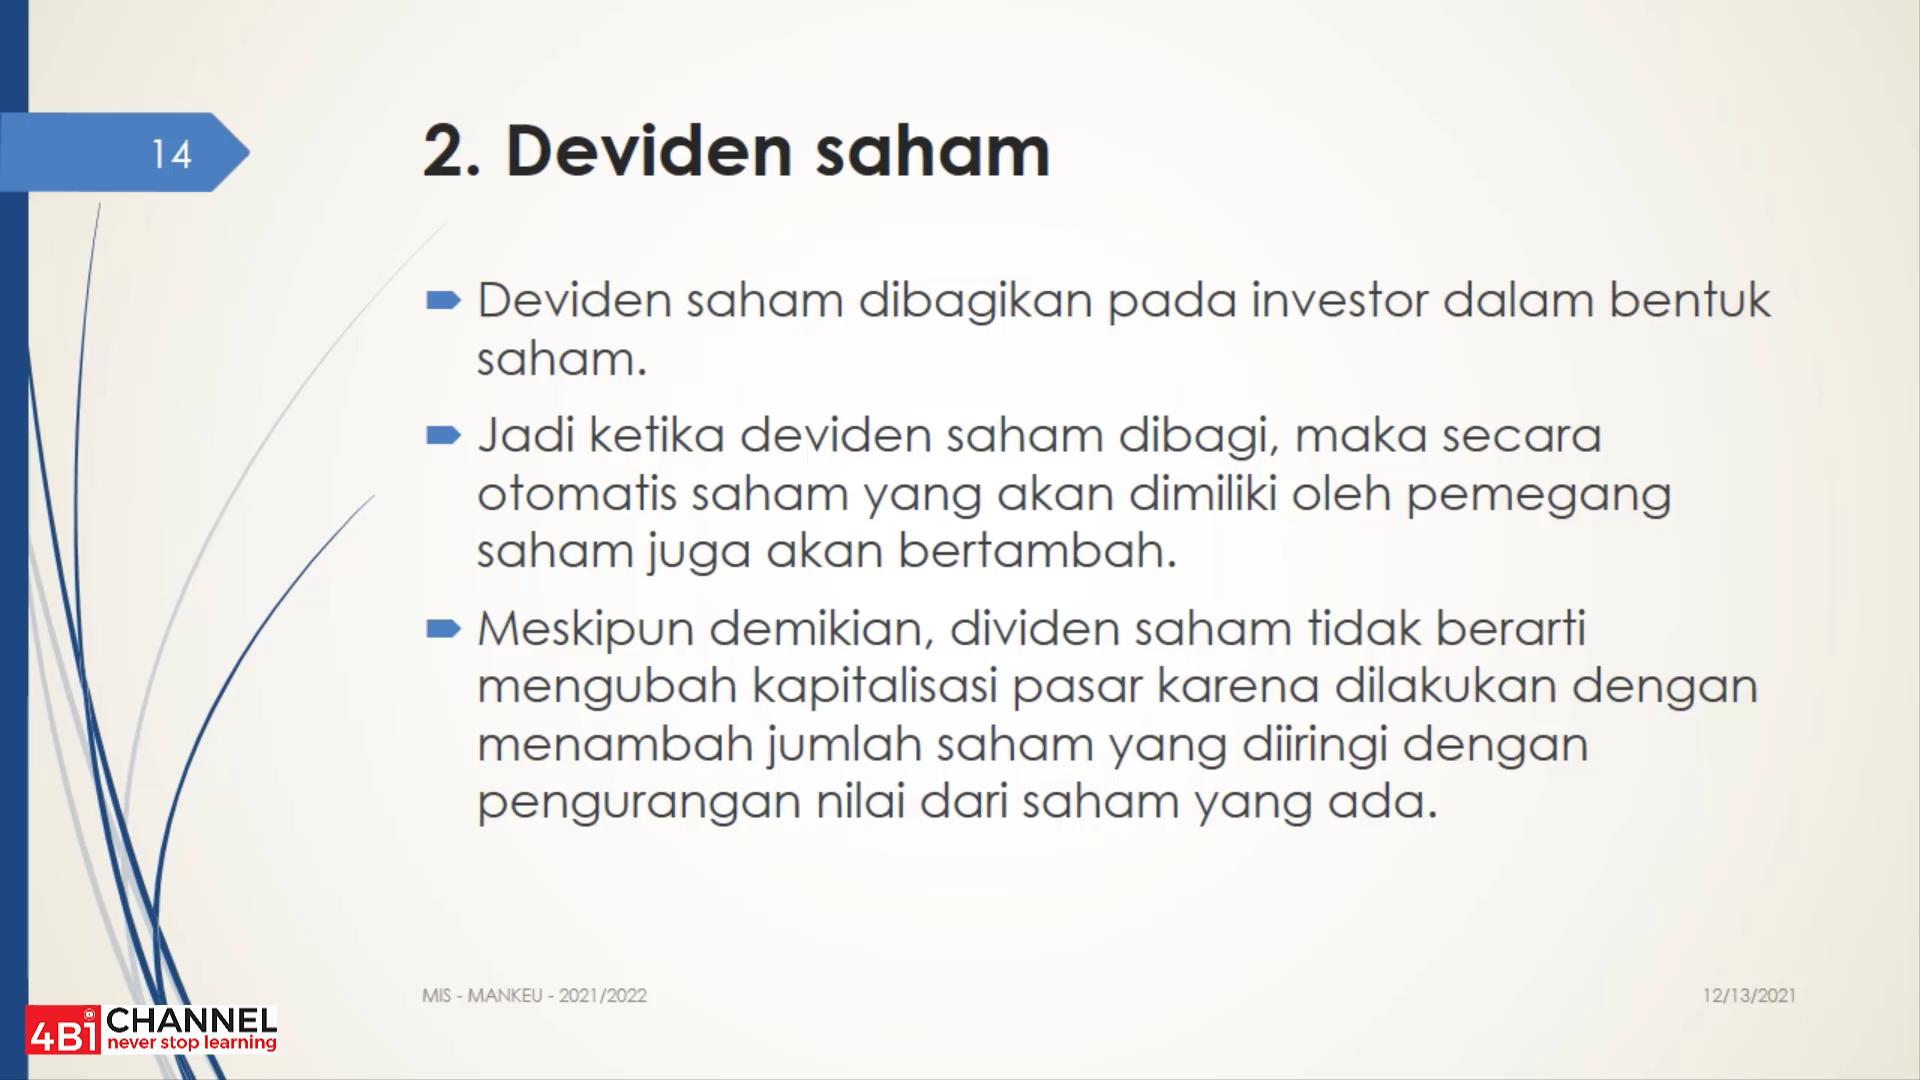 14
2. Deviden saham
Deviden saham dibagikan pada investor dalam bentuk
saham.
Jadi ketika deviden saham dibagi, maka secara
otomatis saham yang akan dimiliki oleh pemegang
saham juga akan bertambah.
Meskipun demikian, dividen saham tidak berarti
mengubah kapitalisasi pasar karena dilakukan dengan
menambah jumlah saham yang diiringi dengan
pengurangan nilai dari saham yang ada.
MIS - MANKEU - 2021/2022
12/13/2021
4Bi CHANNEL
never stop learning